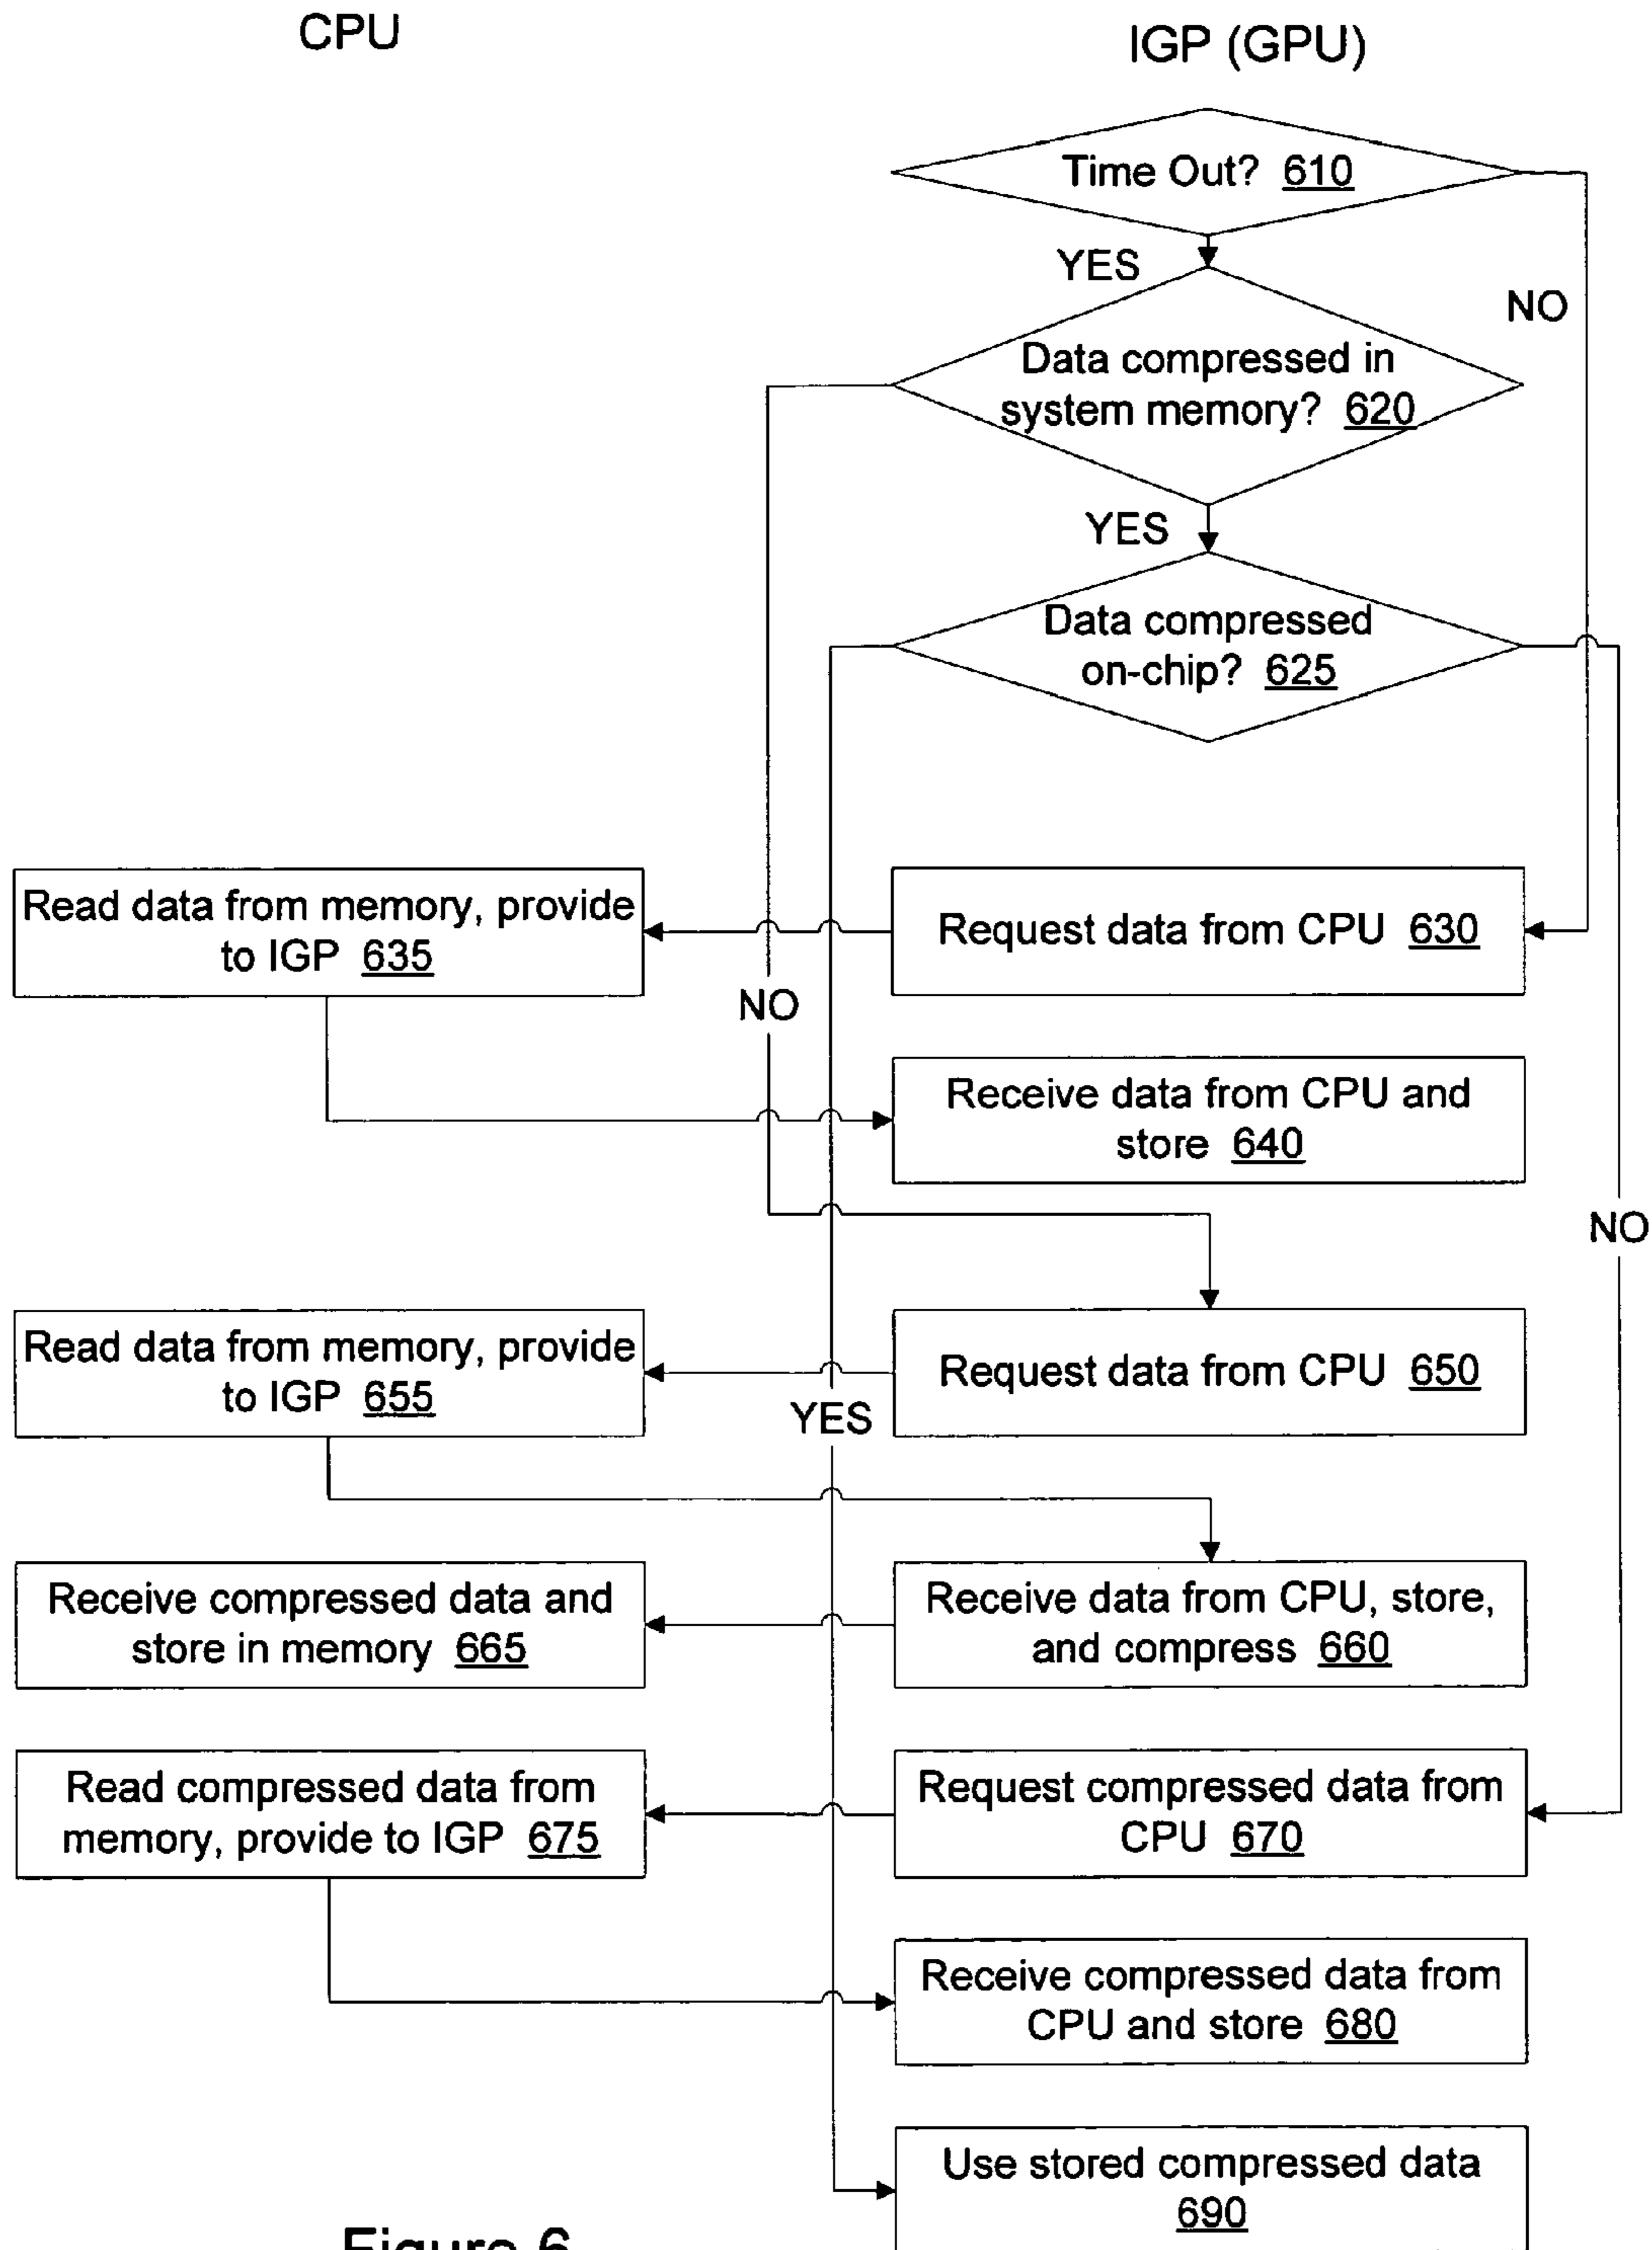 CPU
IGP (GPU)
Time Out? 610
YES
NO
Data compressed in
system memory? 620
YES
Data compressed
on-chip? 625
Read data from memory, provide
to IGP 635
Request data from CPU 630
NO
Receive data from CPU and
store 640
NO
Read data from memory, provide
to IGP 655
Request data from CPU 650
YES
Receive compressed data and
store in memory 665
Receive data from CPU, store,
and compress 660
Read compressed data from
memory, provide to IGP 675
Request compressed data from
CPU 670
Receive compressed data from
CPU and store 680
Use stored compressed data
690
Figure 6